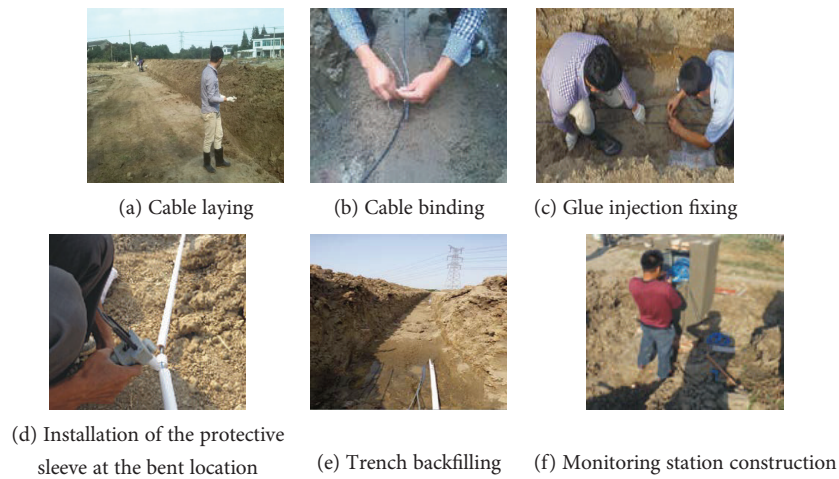 (a) Cable laying
(b) Cable binding
(c) Glue injection fixing
(d) Installation of the protective
sleeve at the bent location
(e) Trench backfilling
(f) Monitoring station construction